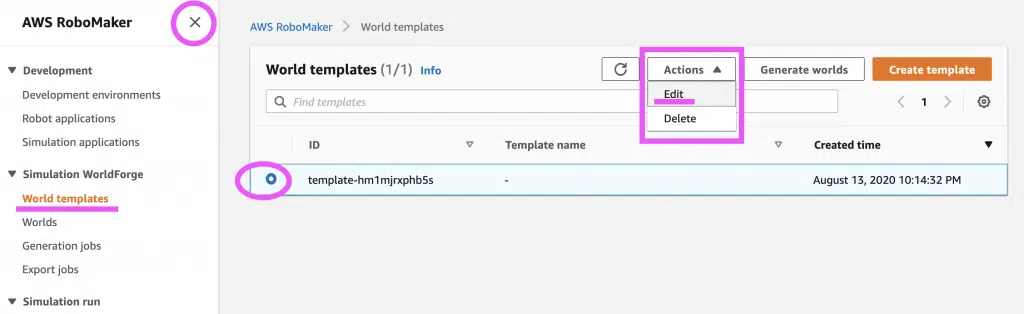 AWS RoboMaker
Development
Development environments
Robot applications
Simulation applications
Simulation WorldForge
World templates
Worlds
Generation jobs
Export jobs
Simulation run
AWS RoboMaker World templates
World templates (1/1) Info
Actions
Generate worlds
Create template
Edit
Delete
Find templates
1
ID Template name Created time
template-hm1mjrxphb5s - August 13, 2020 10:14:32 PM